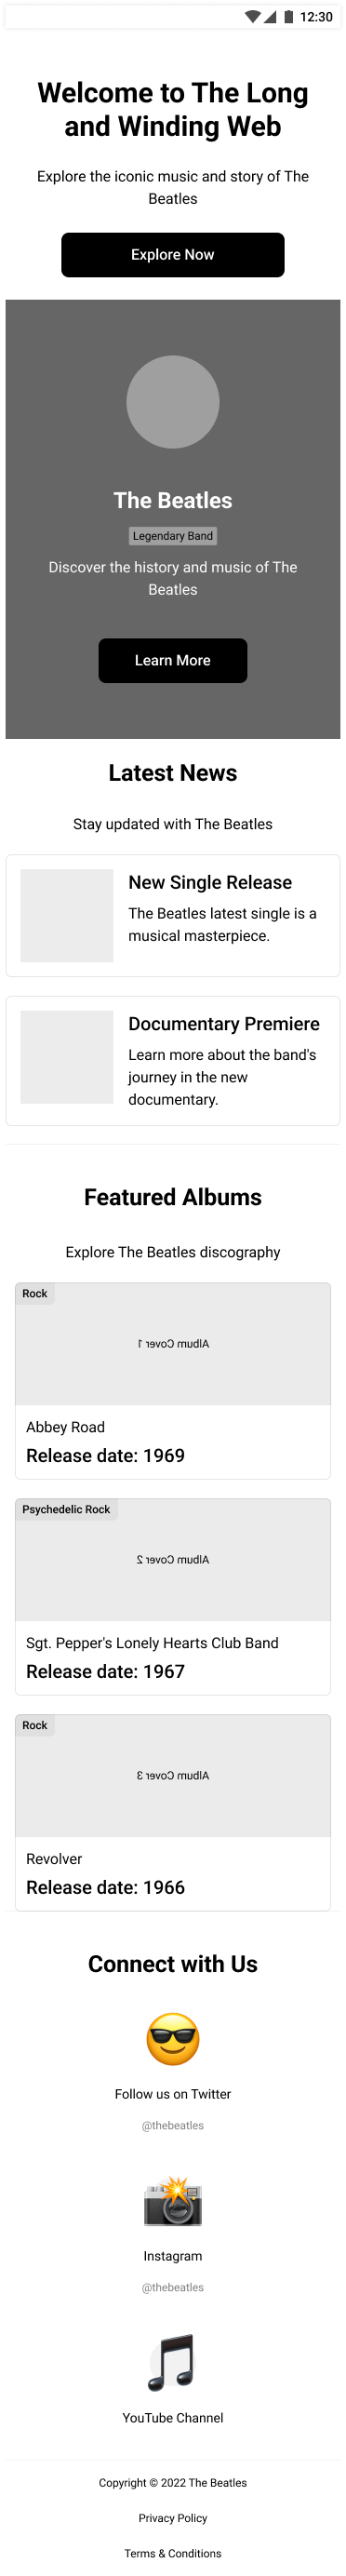 12:30
Welcome to The Long
and Winding Web
Explore the iconic music and story of The
Beatles
Explore Now
The Beatles
Legendary Band
Discover the history and music of The
Beatles
Learn More
Latest News
Stay updated with The Beatles
New Single Release
The Beatles latest single is a
musical masterpiece.
Documentary Premiere
Learn more about the band's
journey in the new
documentary.
Featured Albums
Explore The Beatles discography
Rock
Album Cover 1
Abbey Road
Release date: 1969
Psychedelic Rock
Album Cover 2
Sgt. Pepper's Lonely Hearts Club Band
Release date: 1967
Rock
Album Cover 3
Revolver
Release date: 1966
Connect with Us
Follow us on Twitter
@thebeatles
Instagram
@thebeatles
YouTube Channel
Copyright © 2022 The Beatles
Privacy Policy
Terms & Conditions